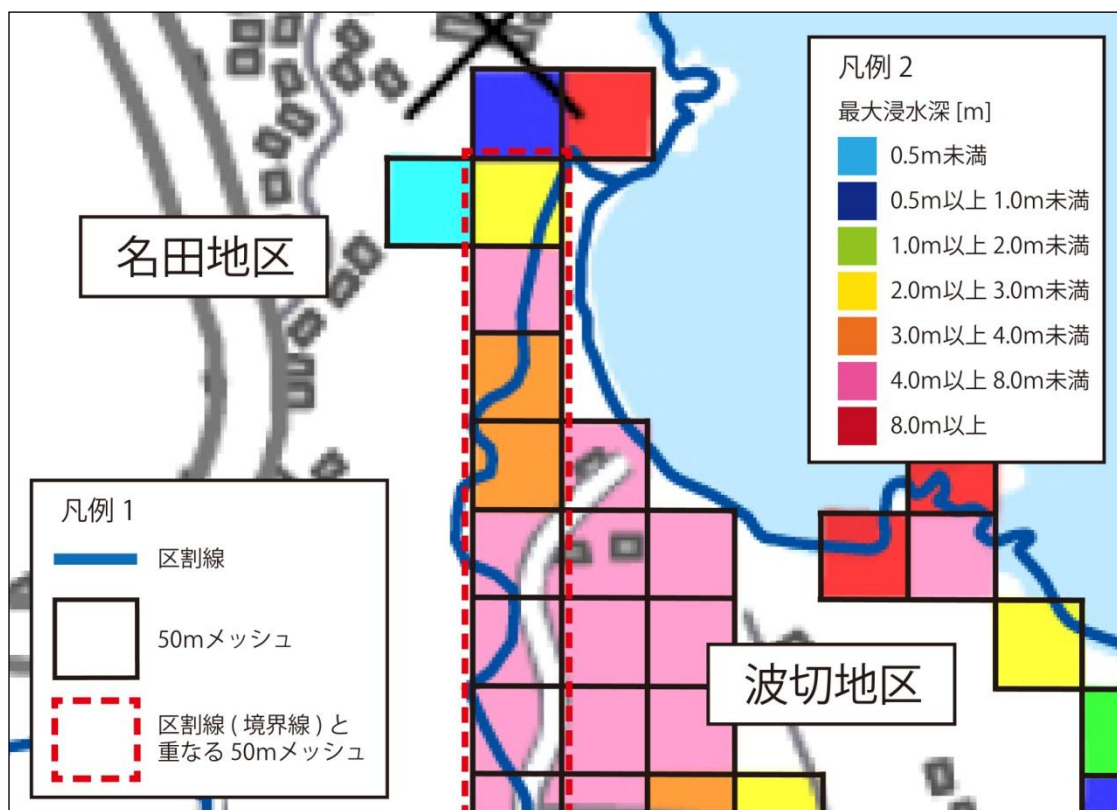 凡例 2
最大浸水深 [m]
0.5m未満
0.5m以上 1.0m未満
1.0m以上 2.0m未満
2.0m以上 3.0m未満
3.0m以上 4.0m未満
4.0m以上 8.0m未満
8.0m以上
名田地区
凡例 1
区割線
50mメッシュ
区割線 ( 境界線 ) と
重なる 50mメッシュ
波切地区